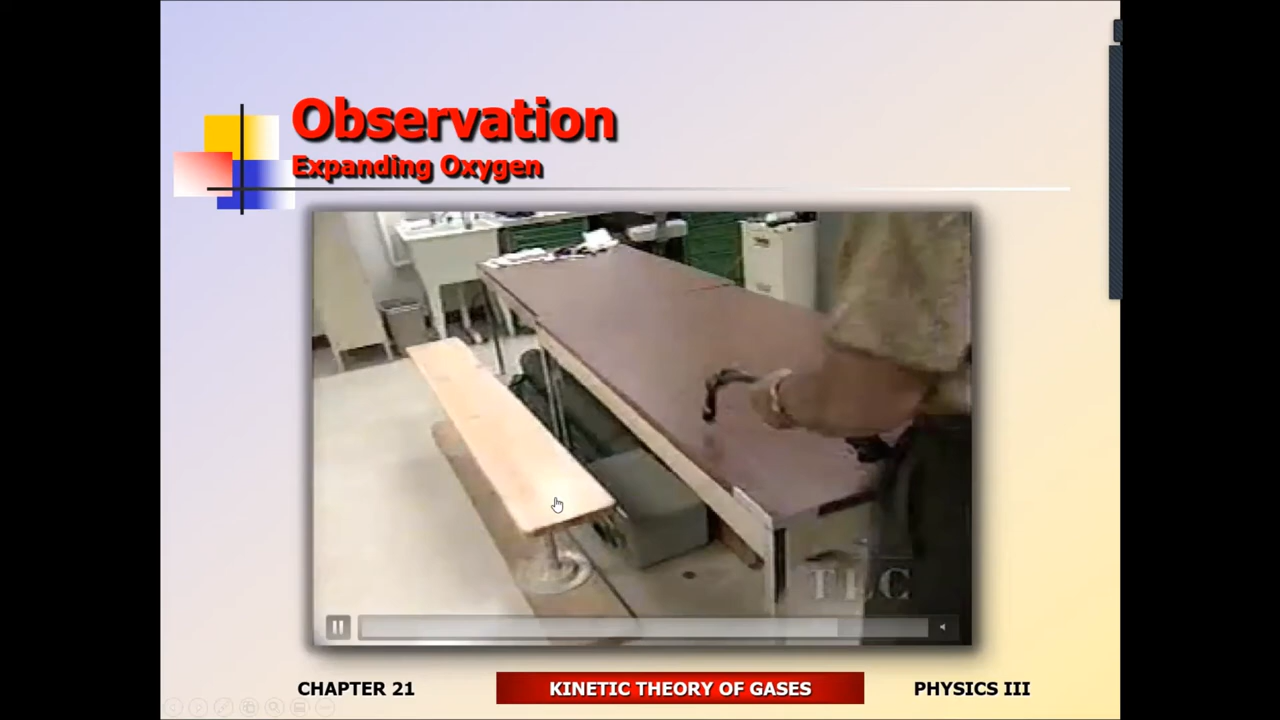 Observation
Expanding Oxygen
TLC
CHAPTER 21
KINETIC THEORY OF GASES
PHYSICS III